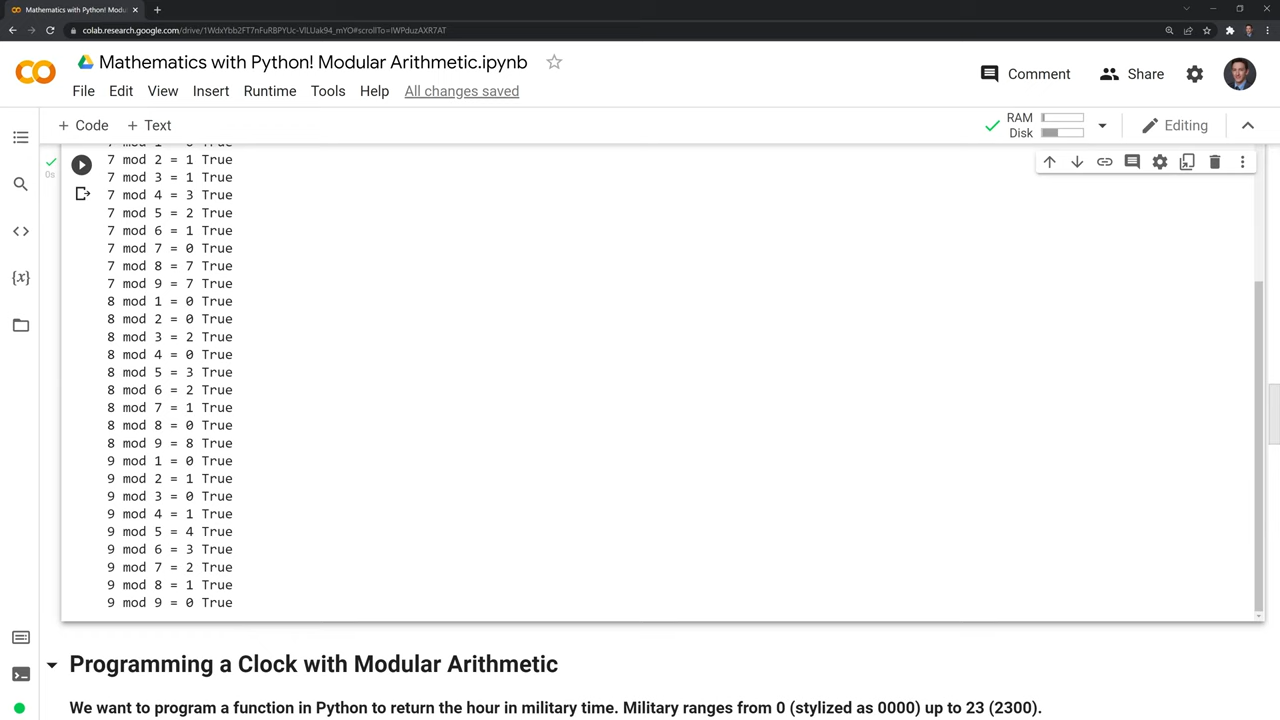 Mathematics with Python! Modu
colab.research.google.com/drive/1WdxYbb2FT7nFuRBPYUc-VlLUak94_mYO#scrollTo=IWPduzAXR7AT
CO
Mathematics with Python! Modular Arithmetic.ipynb
File Edit View Insert Runtime Tools Help All changes saved
Comment Share
+ Code + Text
RAM
Disk
Editing
0s
7 mod 1 = 0 True
7 mod 2 = 1 True
7 mod 3 = 1 True
7 mod 4 = 3 True
7 mod 5 = 2 True
7 mod 6 = 1 True
7 mod 7 = 0 True
7 mod 8 = 7 True
7 mod 9 = 7 True
8 mod 1 = 0 True
8 mod 2 = 0 True
8 mod 3 = 2 True
8 mod 4 = 0 True
8 mod 5 = 3 True
8 mod 6 = 2 True
8 mod 7 = 1 True
8 mod 8 = 0 True
8 mod 9 = 8 True
9 mod 1 = 0 True
9 mod 2 = 1 True
9 mod 3 = 0 True
9 mod 4 = 1 True
9 mod 5 = 4 True
9 mod 6 = 3 True
9 mod 7 = 2 True
9 mod 8 = 1 True
9 mod 9 = 0 True
Programming a Clock with Modular Arithmetic
We want to program a function in Python to return the hour in military time. Military ranges from 0 (stylized as 0000) up to 23 (2300).